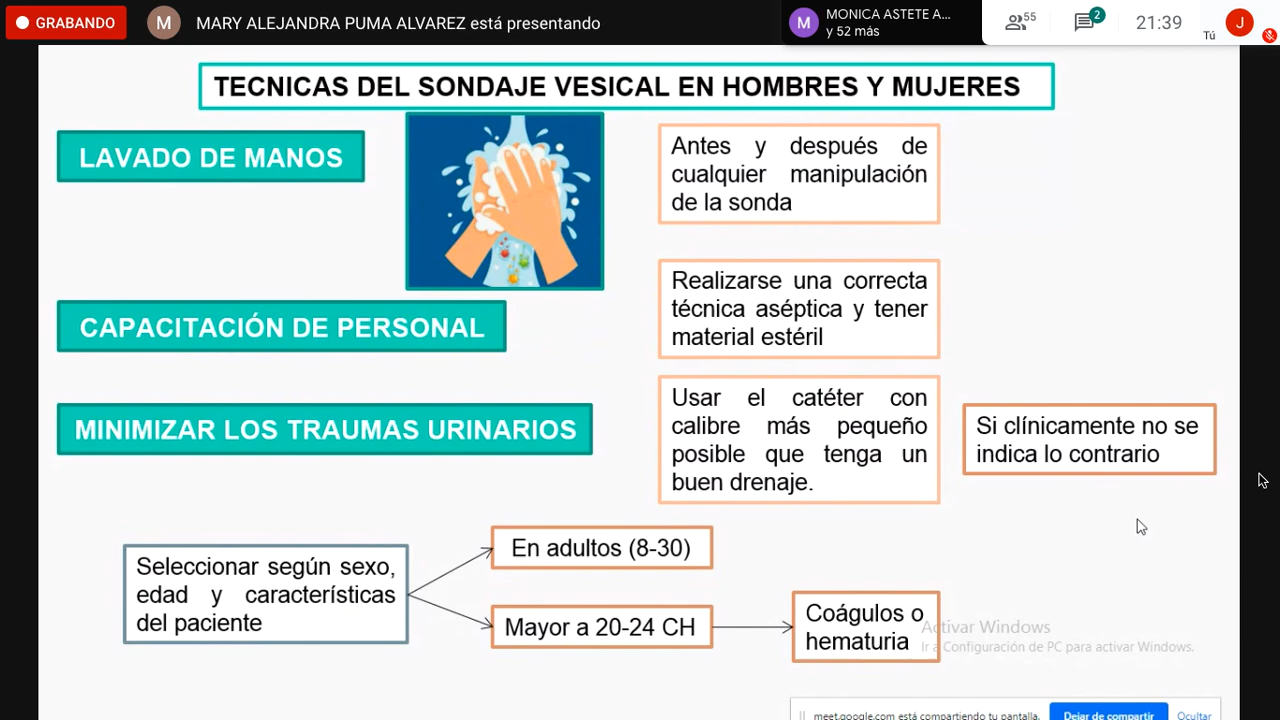 GRABANDO
M
MARY ALEJANDRA PUMA ALVAREZ está presentando
M
MONICA ASTETE A...
y 52 más
55
2
21:39
Tú
J
TECNICAS DEL SONDAJE VESICAL EN HOMBRES Y MUJERES
LAVADO DE MANOS
Antes y después de
cualquier manipulación
de la sonda
CAPACITACIÓN DE PERSONAL
Realizarse una correcta
técnica aséptica y tener
material estéril
MINIMIZAR LOS TRAUMAS URINARIOS
Usar el catéter con
calibre más pequeño
posible que tenga un
buen drenaje.
Si clínicamente no se
indica lo contrario
Seleccionar según sexo,
edad y características
del paciente
En adultos (8-30)
Mayor a 20-24 CH
Coágulos o
hematuria
Activar Windows
Ir a Configuración de PC para activar Windows.
meet.google.com está compartiendo tu pantalla.
Dejar de compartir
Ocultar